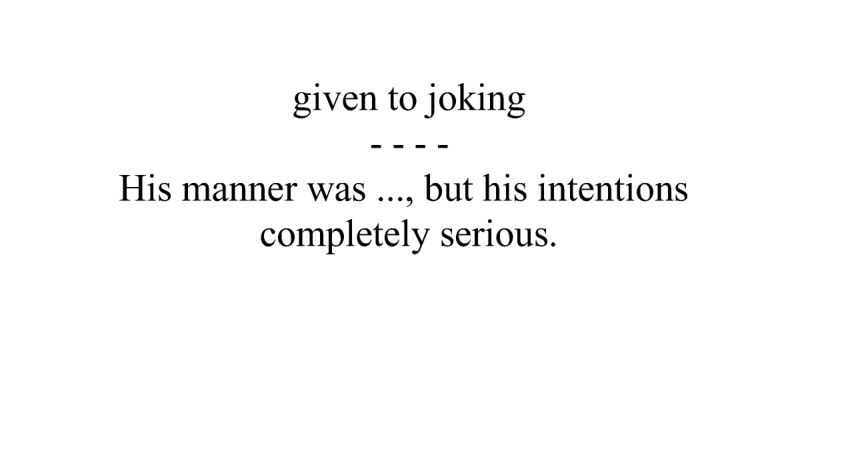 given to joking
- - - -
His manner was ..., but his intentions
completely serious.